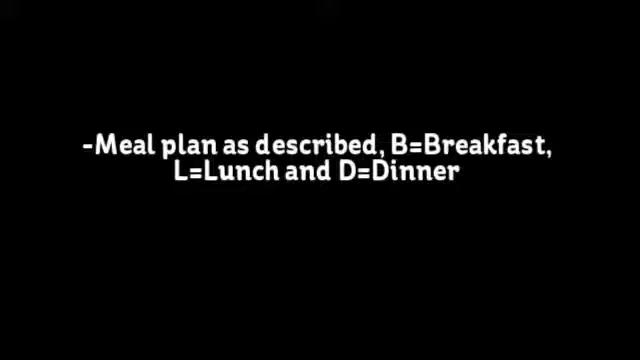 -Meal plan as described, B=Breakfast,
L=Lunch and D=Dinner